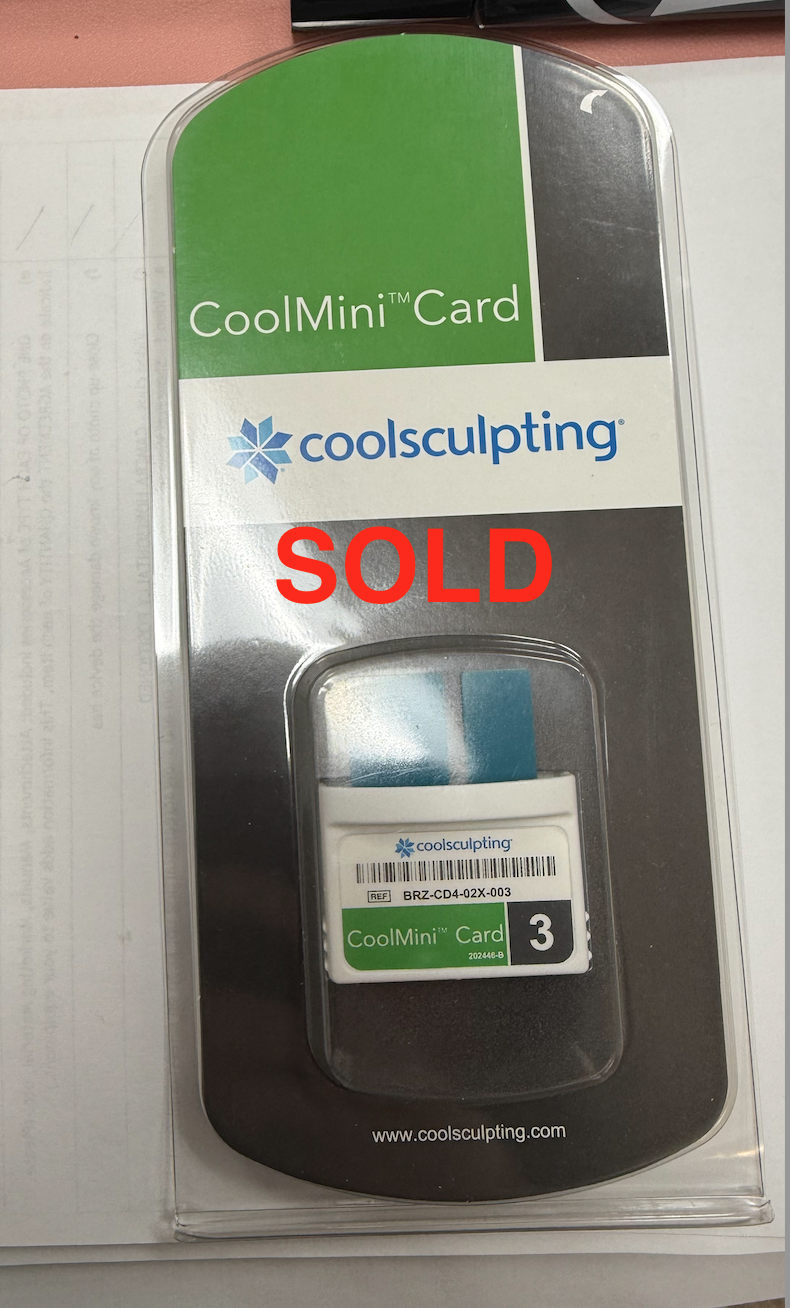 CoolMini™ Card
coolsculpting®
SOLD
coolsculpting®
REF BRZ-CD4-02X-003
CoolMini™ Card
3
202446-B
www.coolsculpting.com